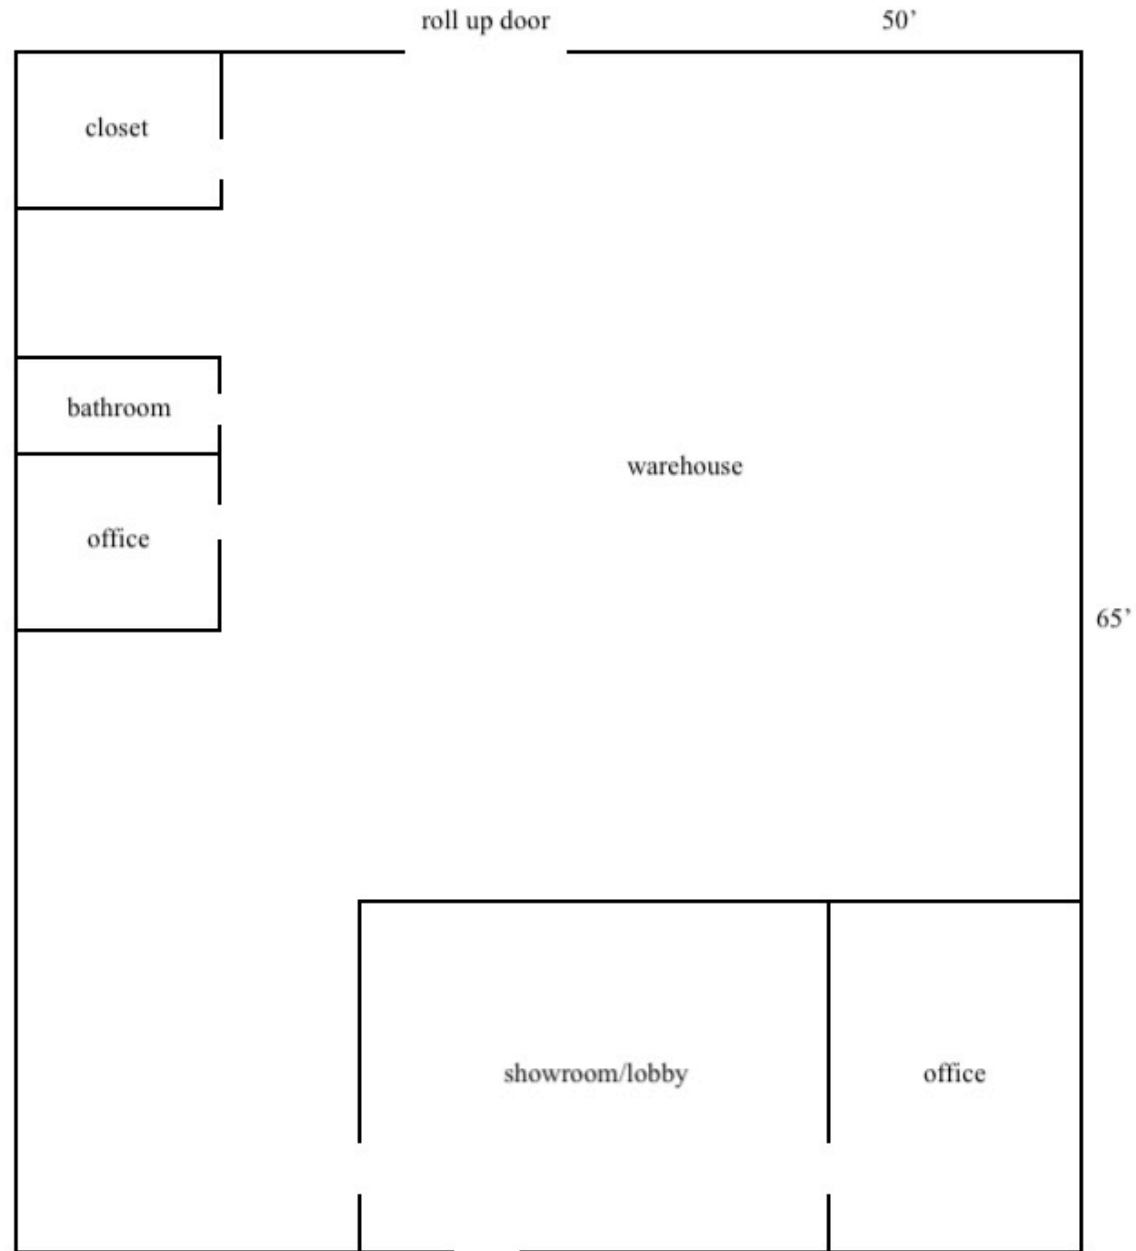 roll up door
50’
closet
bathroom
warehouse
office
65’
showroom/lobby
office